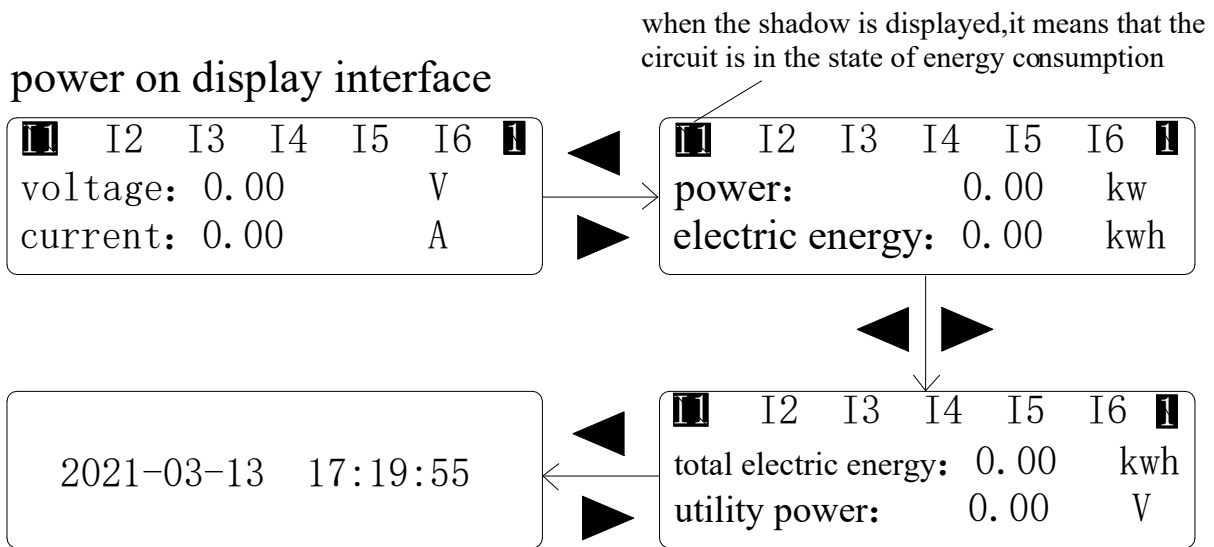 when the shadow is displayed,it means that the
circuit is in the state of energy consumption
power on display interface
I1 I2 I3 I4 I5 I6 1
voltage：0.00 V
current：0.00 A
I1 I2 I3 I4 I5 I6 1
power： 0.00 kw
electric energy：0.00 kwh
2021-03-13 17:19:55
I1 I2 I3 I4 I5 I6 1
total electric energy：0.00 kwh
utility power： 0.00 V